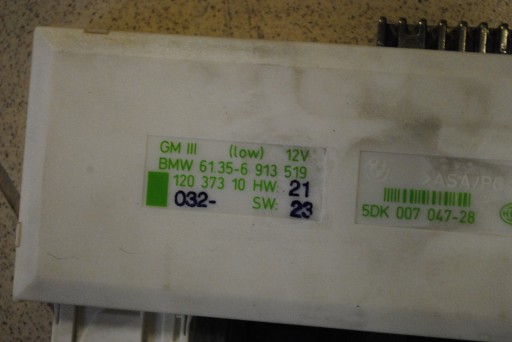 GM III (low) 12V
BMW 61.35-6 913 519
120 373 10 HW: 21
032- SW: 23
5DK 007 047-28